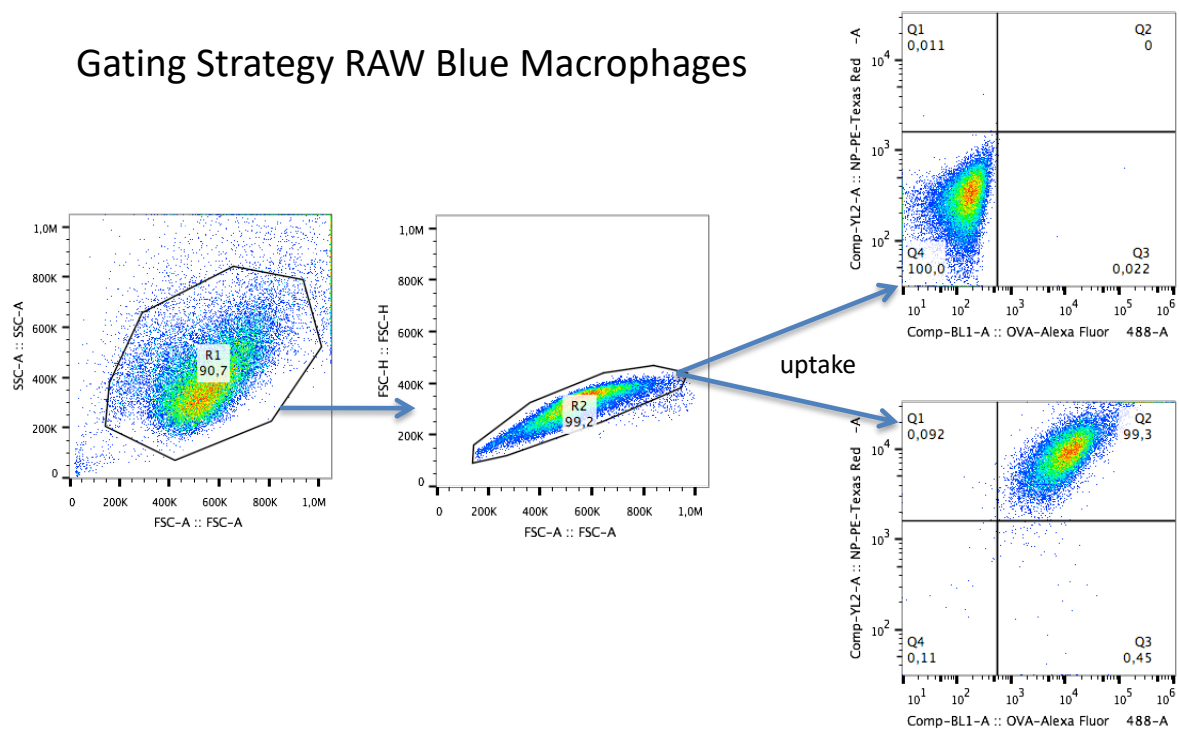 Gating Strategy RAW Blue Macrophages
SSC-A :: SSC-A
1,0M
800K
600K
400K
200K
0
R1
90,7
0 200K 400K 600K 800K 1,0M
FSC-A :: FSC-A
FSC-H :: FSC-H
1,0M
800K
600K
400K
200K
0
R2
99,2
0 200K 400K 600K 800K 1,0M
FSC-A :: FSC-A
uptake
Comp-YL2-A :: NP-PE-Texas Red -A
Q1
0,011
Q2
0
10^4
10^3
10^2
Q4
100,0
Q3
0,022
10^1 10^2 10^3 10^4 10^5 10^6
Comp-BL1-A :: OVA-Alexa Fluor 488-A
Comp-YL2-A :: NP-PE-Texas Red -A
Q1
0,092
Q2
99,3
10^4
10^3
10^2
Q4
0,11
Q3
0,45
10^1 10^2 10^3 10^4 10^5 10^6
Comp-BL1-A :: OVA-Alexa Fluor 488-A